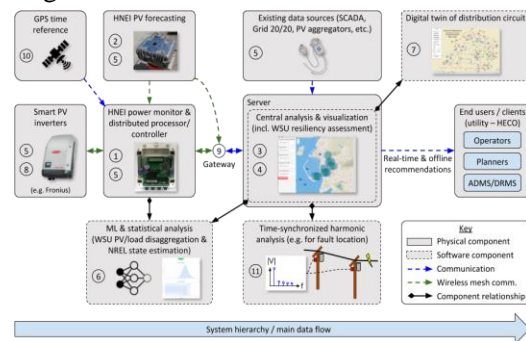 GPS time
reference
10
HNEI PV forecasting
2
5
Existing data sources (SCADA,
Grid 20/20, PV aggregators, etc.)
5
Digital twin of distribution circuit
7
Smart PV
inverters
5
8
(e.g. Fronius)
HNEI power monitor &
distributed processor/
controller
1
5
9
Gateway
Server
Central analysis & visualization
(incl. WSU resiliency assessment)
3
4
Real-time & offline
recommendations
End users / clients
(utility – HECO)
Operators
Planners
ADMS/DRMS
ML & statistical analysis
(WSU PV/load disaggregation &
NREL state estimation)
6
Time-synchronized harmonic
analysis (e.g. for fault location)
|V|
f
11
Key
Physical component
Software component
Communication
Wireless mesh comm.
Component relationship
System hierarchy / main data flow